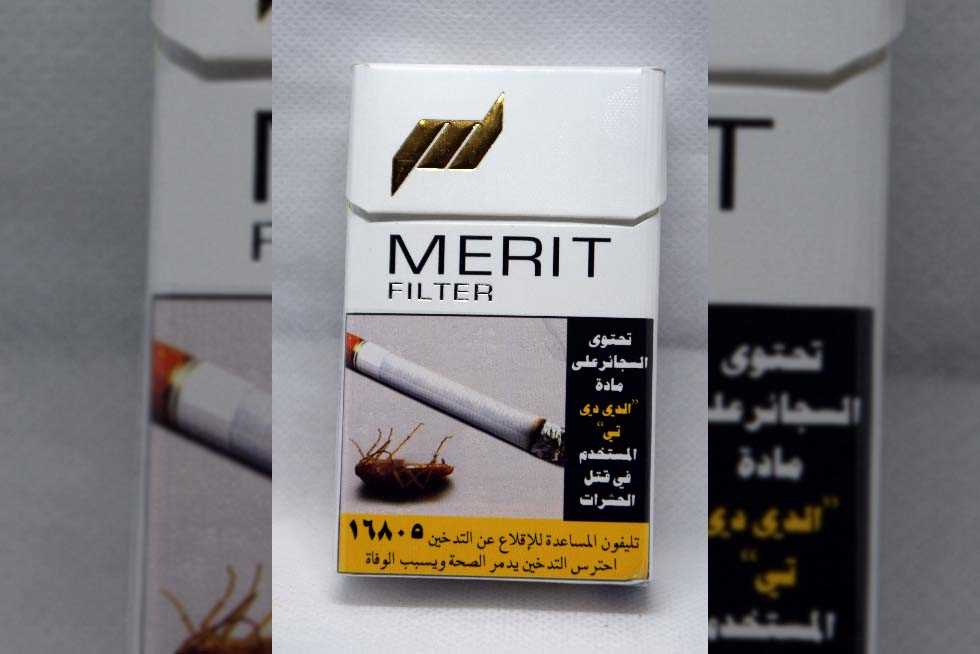 MERIT
FILTER
تحتوى
السجائر على
مادة
"الدى دى
تي"
المستخدم
في قتل
الحشرات
تليفون المساعدة للإقلاع عن التدخين ١٦٨٠٥
احترس التدخين يدمر الصحة ويسبب الوفاة